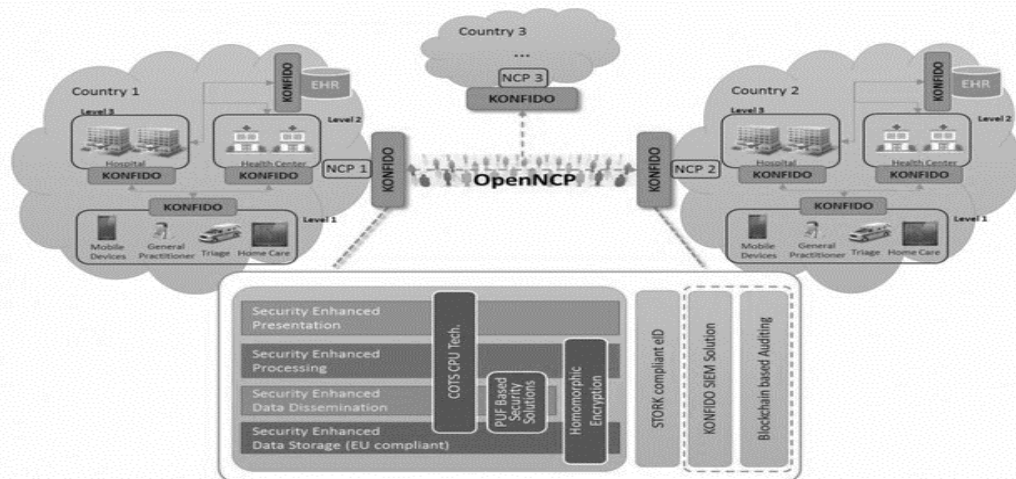 Country 3
...
NCP 3
KONFIDO
Country 1
KONFIDO
EHR
Level 3
Level 2
Hospital
Health Center
KONFIDO
KONFIDO
NCP 1
KONFIDO
KONFIDO
Level 1
Mobile
Devices
General
Practitioner
Triage
Home Care
OpenNCP
Country 2
KONFIDO
EHR
Level 3
Level 2
Hospital
Health Center
KONFIDO
KONFIDO
KONFIDO
NCP 2
KONFIDO
Level 1
Mobile
Devices
General
Practitioner
Triage
Home Care
Security Enhanced
Presentation
Security Enhanced
Processing
Security Enhanced
Data Dissemination
Security Enhanced
Data Storage (EU compliant)
COTS CPU Tech.
PUF Based
Security
Solutions
Homomorphic
Encryption
STORK compliant eID
KONFIDO SIEM Solution
Blockchain based Auditing